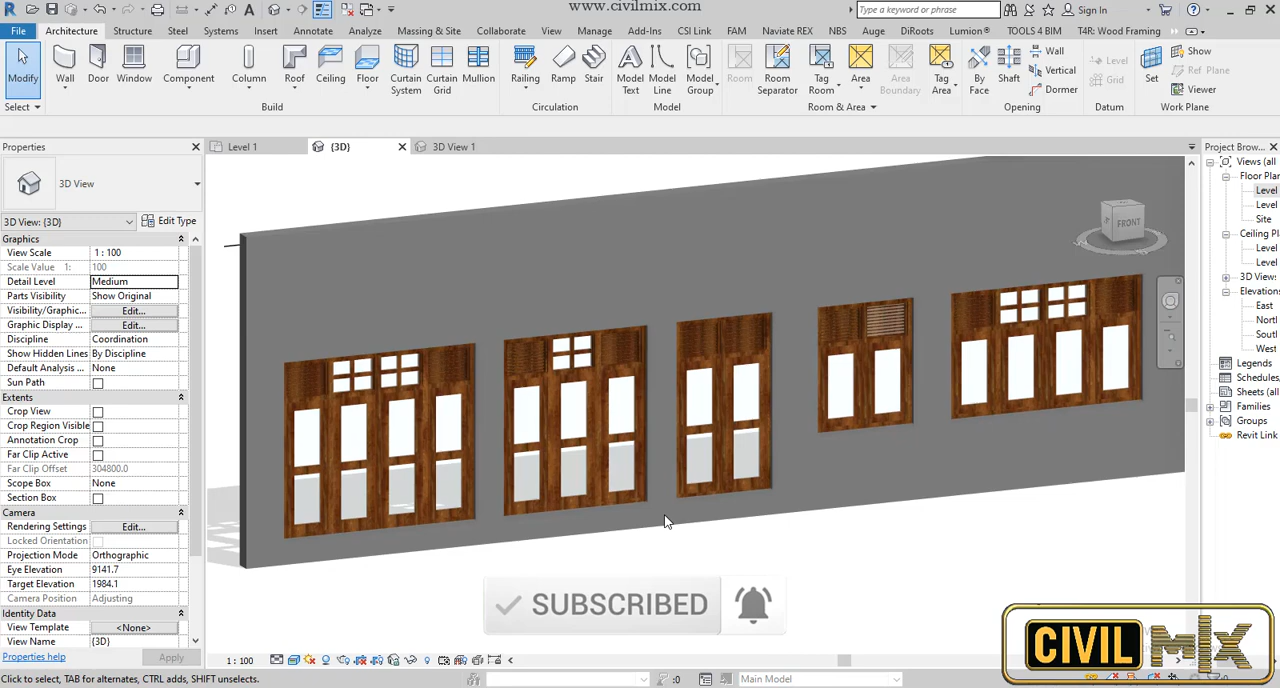 www.civilmix.com
Type a keyword or phrase
Sign In
File Architecture Structure Steel Systems Insert Annotate Analyze Massing & Site Collaborate View Manage Add-Ins CSI Link FAM Naviate REX NBS Auge DiRoots Lumion® TOOLS 4 BIM T4R: Wood Framing
Modify Wall Door Window Component Column Roof Ceiling Floor Curtain System Curtain Grid Mullion Railing Ramp Stair Model Text Model Line Model Group Room Room Separator Tag Room Area Area Boundary Tag Area By Face Shaft Wall Vertical Dormer Level Grid Set Show Ref Plane Viewer
Select Build Circulation Model Room & Area Opening Datum Work Plane
Properties
Level 1 {3D} 3D View 1
Project Brow...
3D View
3D View: {3D} Edit Type
Graphics
View Scale 1 : 100
Scale Value 1: 100
Detail Level Medium
Parts Visibility Show Original
Visibility/Graphic... Edit...
Graphic Display ... Edit...
Discipline Coordination
Show Hidden Lines By Discipline
Default Analysis ... None
Sun Path
Extents
Crop View
Crop Region Visible
Annotation Crop
Far Clip Active
Far Clip Offset 304800.0
Scope Box None
Section Box
Camera
Rendering Settings Edit...
Locked Orientation
Projection Mode Orthographic
Eye Elevation 9141.7
Target Elevation 1984.1
Camera Position Adjusting
Identity Data
View Template <None>
View Name {3D}
Properties help Apply
FRONT
Views (all
Floor Plan
Level
Level
Site
Ceiling Pl
Level
Level
3D Views
Elevations
East
North
South
West
Legends
Schedules,
Sheets (all
Families
Groups
Revit Link
SUBSCRIBED
CIVIL MIX
1 : 100
Click to select, TAB for alternates, CTRL adds, SHIFT unselects.
:0
Main Model